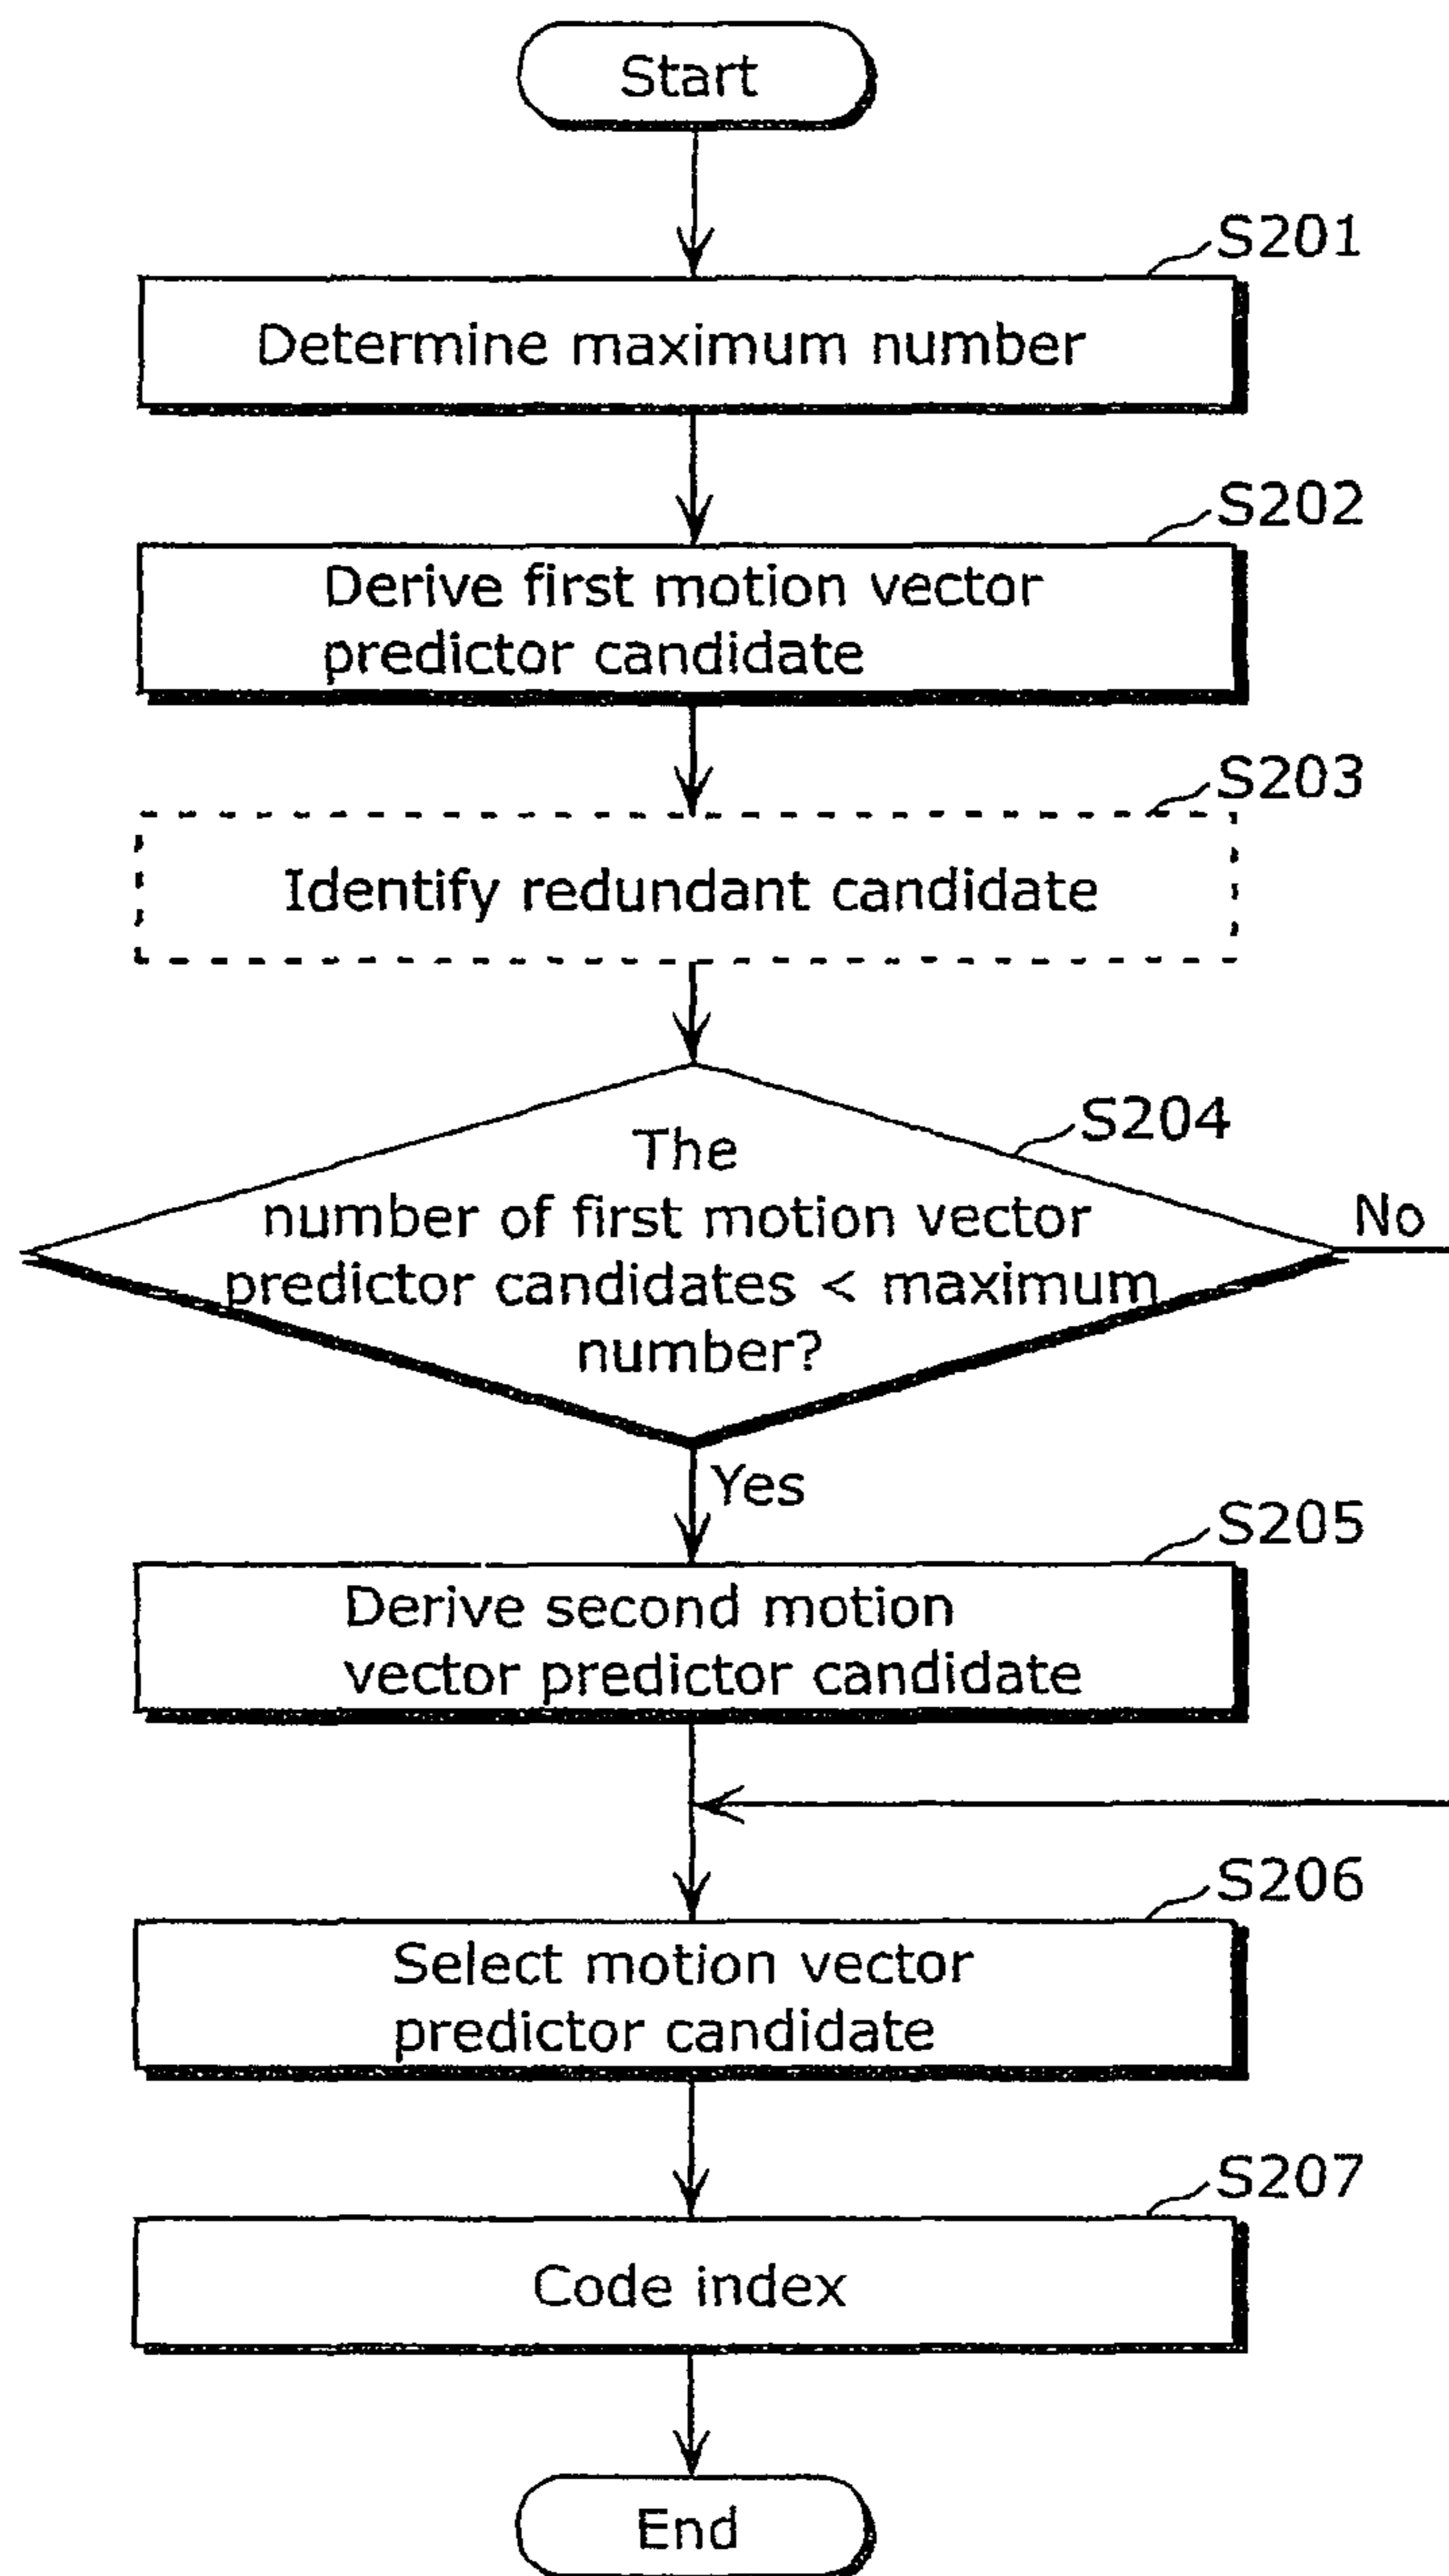 Start
S201
Determine maximum number
S202
Derive first motion vector
predictor candidate
S203
Identify redundant candidate
S204
The
number of first motion vector
predictor candidates < maximum
number?
No
Yes
S205
Derive second motion
vector predictor candidate
S206
Select motion vector
predictor candidate
S207
Code index
End